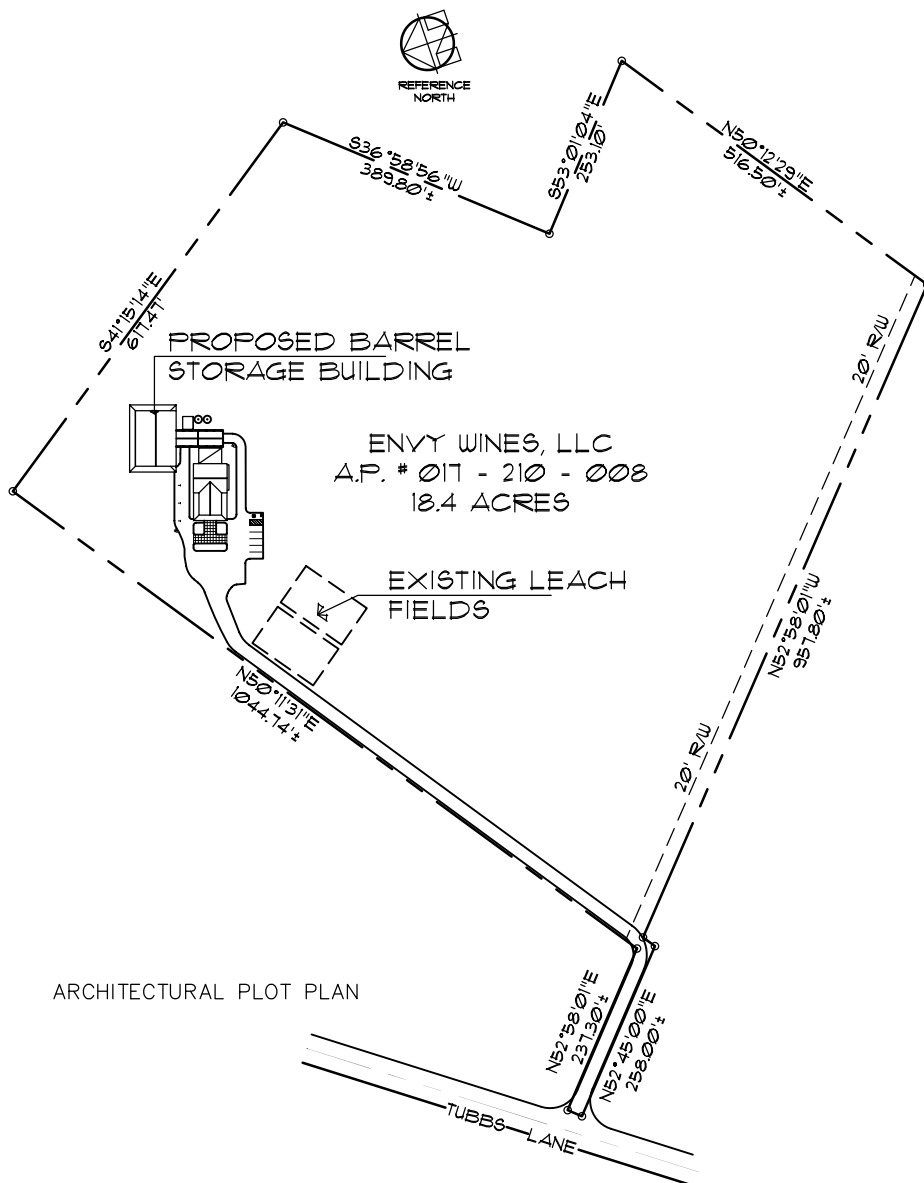 REFERENCE
NORTH
S36°58'56"W
389.80'±
S53°01'04"E
253.10'
N50°12'29"E
516.50'±
S41°15'14"E
617.47'
PROPOSED BARREL
STORAGE BUILDING
20' R/W
ENVY WINES, LLC
A.P. # 017 - 210 - 008
18.4 ACRES
EXISTING LEACH
FIELDS
N52°58'01"W
957.80'±
N50°11'31"E
1044.74'±
20' R/W
ARCHITECTURAL PLOT PLAN
N52°58'01"E
237.30'±
N52°45'00"E
258.00'±
TUBBS LANE